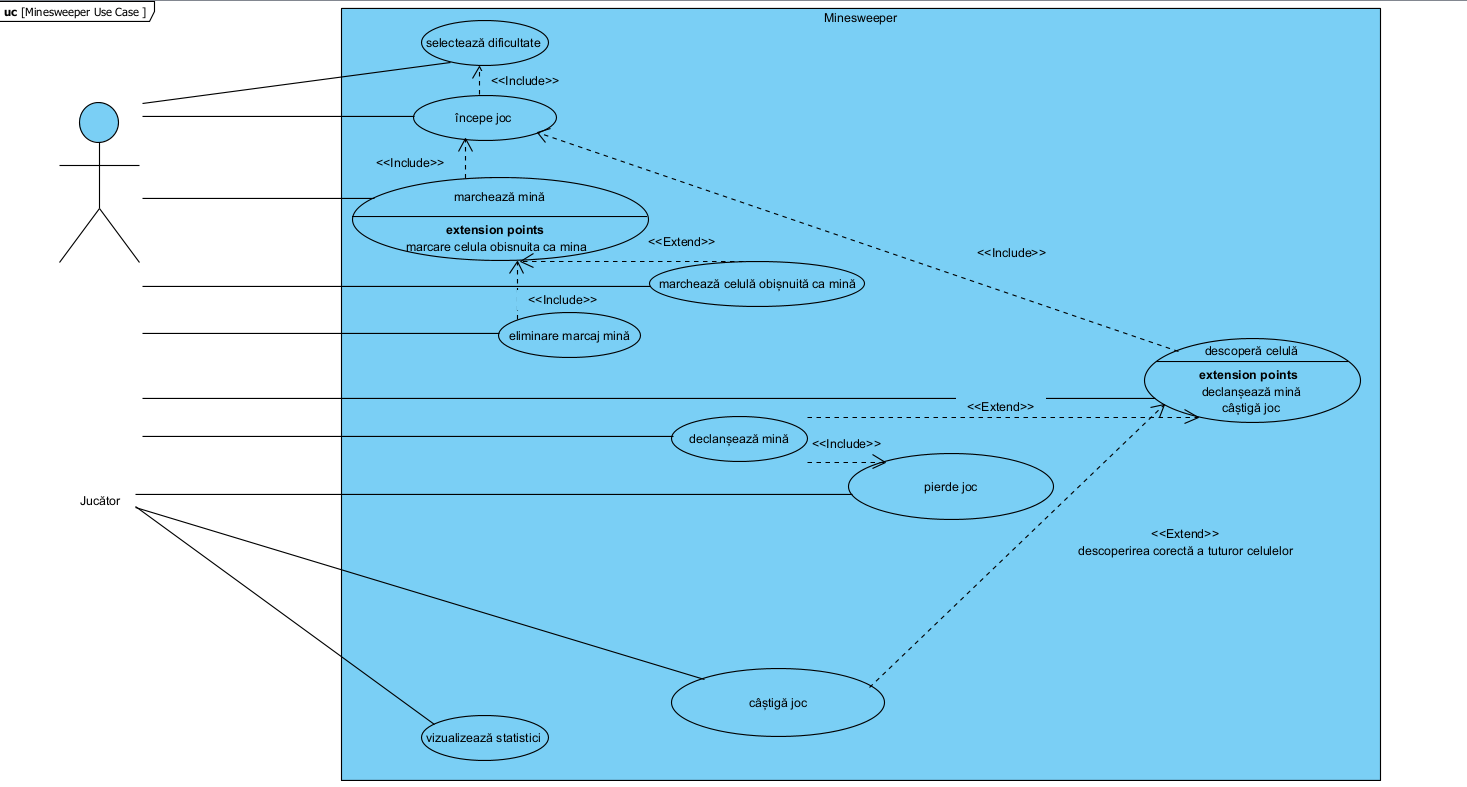 uc [Minesweeper Use Case ]
Minesweeper
selectează dificultate
<<Include>>
începe joc
<<Include>>
marchează mină
extension points
marcare celula obisnuita ca mina
<<Extend>>
<<Include>>
marchează celulă obișnuită ca mină
<<Include>>
eliminare marcaj mină
descoperă celulă
extension points
declanșează mină
câștigă joc
<<Extend>>
declanșează mină
<<Include>>
pierde joc
Jucător
<<Extend>>
descoperirea corectă a tuturor celulelor
câștigă joc
vizualizează statistici